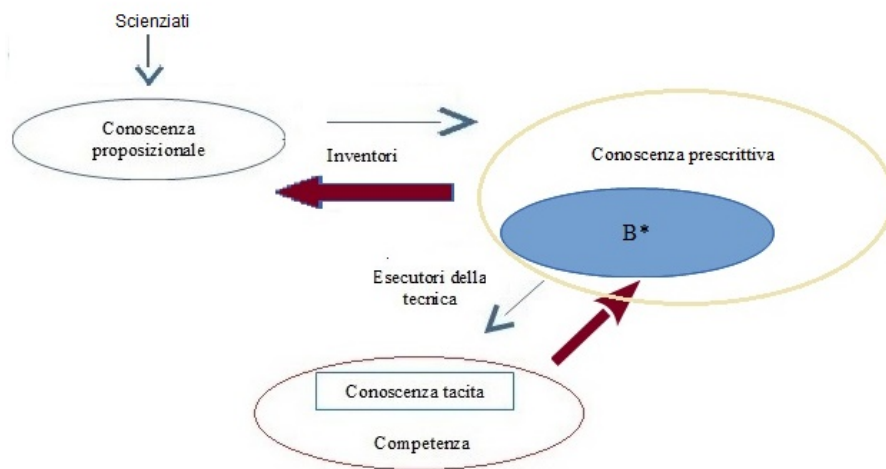 Scienziati
Conoscenza
proposizionale
Inventori
Conoscenza prescrittiva
B*
Esecutori della
tecnica
Conoscenza tacita
Competenza